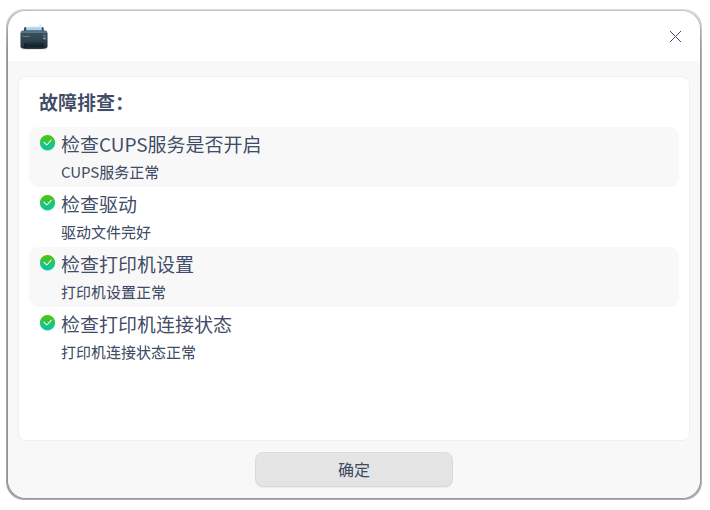 故障排查：
检查CUPS服务是否开启
CUPS服务正常
检查驱动
驱动文件完好
检查打印机设置
打印机设置正常
检查打印机连接状态
打印机连接状态正常
确定